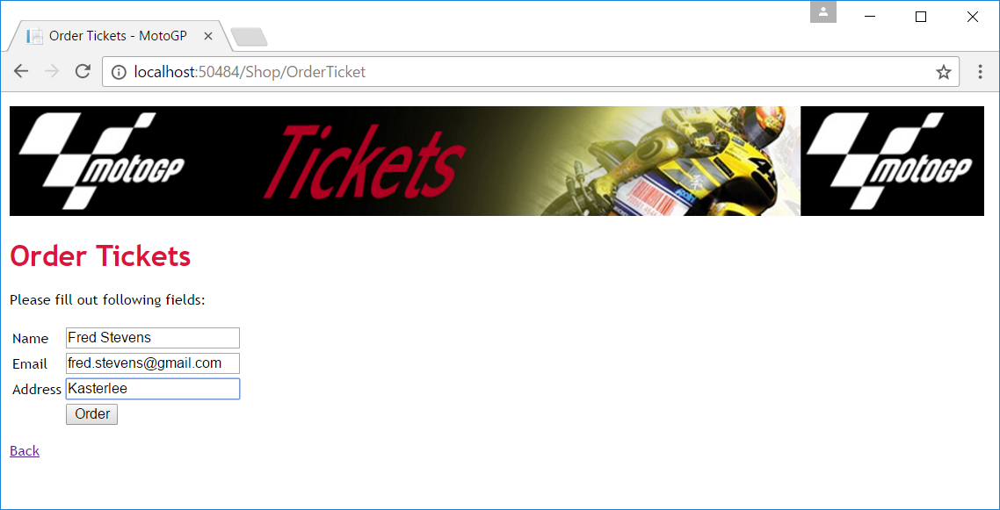 Order Tickets - MotoGP
localhost:50484/Shop/OrderTicket
motoGP Tickets motoGP
Order Tickets
Please fill out following fields:
Name Fred Stevens
Email fred.stevens@gmail.com
Address Kasterlee
Order
Back